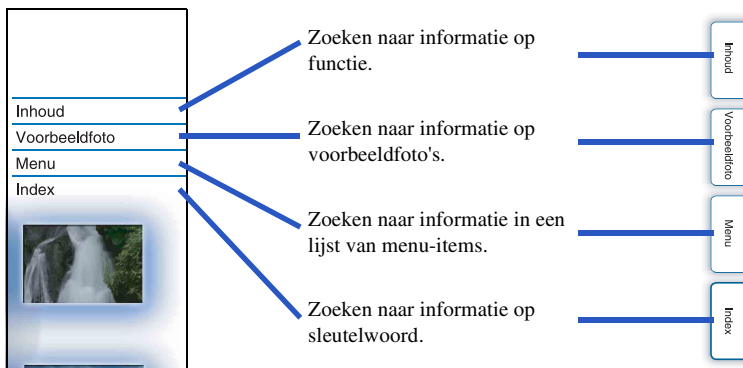 Inhoud
Voorbeeldfoto
Menu
Index
Zoeken naar informatie op
functie.
Zoeken naar informatie op
voorbeeldfoto's.
Zoeken naar informatie in een
lijst van menu-items.
Zoeken naar informatie op
sleutelwoord.
Inhoud
Voorbeeldfoto
Menu
Index